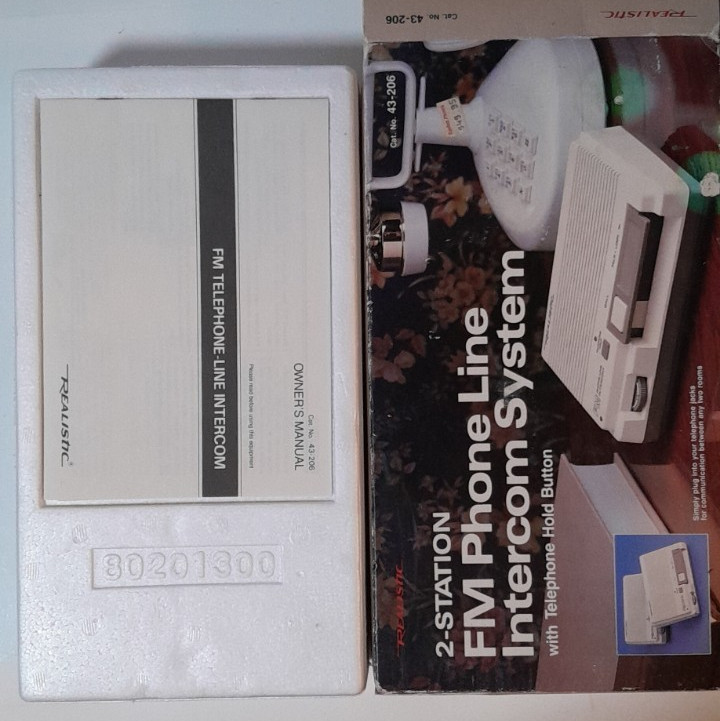 Cat. No. 43-206
OWNER'S MANUAL
Please read before using this equipment
FM TELEPHONE-LINE INTERCOM
REALISTIC
80201300
REALISTIC
Cat. No. 43-206
Cat. No. 43-206
$49.95
REALISTIC
2-STATION
FM Phone Line
Intercom System
with Telephone Hold Button
Simply plug into your telephone jacks
for communication between any two rooms